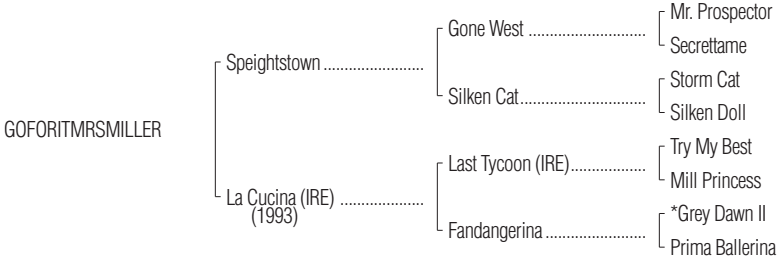 Mr. Prospector
Gone West ..............................
Secrettame
Speightstown .........................
Storm Cat
Silken Cat................................
Silken Doll
GOFORITMRSMILLER
Try My Best
Last Tycoon (IRE)...................
Mill Princess
La Cucina (IRE) .....................
(1993)
*Grey Dawn II
Fandangerina .........................
Prima Ballerina